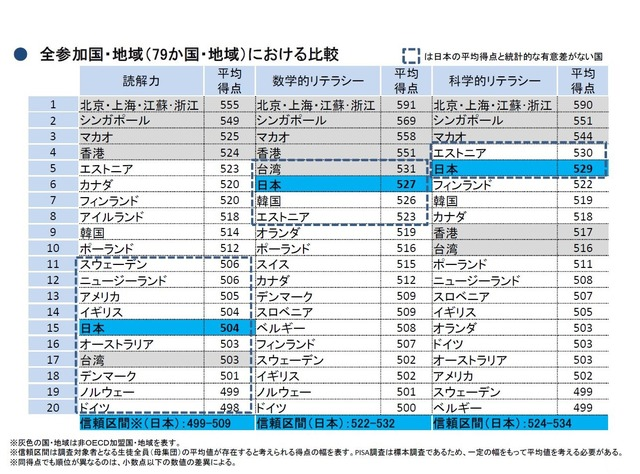 ● 全参加国・地域（79か国・地域）における比較
は日本の平均得点と統計的な有意差がない国
読解力 平均得点 数学的リテラシー 平均得点 科学的リテラシー 平均得点
1 北京・上海・江蘇・浙江 555 北京・上海・江蘇・浙江 591 北京・上海・江蘇・浙江 590
2 シンガポール 549 シンガポール 569 シンガポール 551
3 マカオ 525 マカオ 558 マカオ 544
4 香港 524 香港 551 エストニア 530
5 エストニア 523 台湾 531 日本 529
6 カナダ 520 日本 527 フィンランド 522
7 フィンランド 520 韓国 526 韓国 519
8 アイルランド 518 エストニア 523 カナダ 518
9 韓国 514 オランダ 519 香港 517
10 ポーランド 512 ポーランド 516 台湾 516
11 スウェーデン 506 スイス 515 ポーランド 511
12 ニュージーランド 506 カナダ 512 ニュージーランド 508
13 アメリカ 505 デンマーク 509 スロベニア 507
14 イギリス 504 スロベニア 509 イギリス 505
15 日本 504 ベルギー 508 オランダ 503
16 オーストラリア 503 フィンランド 507 ドイツ 503
17 台湾 503 スウェーデン 502 オーストラリア 503
18 デンマーク 501 イギリス 502 アメリカ 502
19 ノルウェー 499 ノルウェー 501 スウェーデン 499
20 ドイツ 498 ドイツ 500 ベルギー 499
信頼区間※（日本）：499-509 信頼区間（日本）：522-532 信頼区間（日本）：524-534
※灰色の国・地域は非OECD加盟国・地域を表す。
※信頼区間は調査対象者となる生徒全員（母集団）の平均値が存在すると考えられる得点の幅を表す。PISA調査は標本調査であるため、一定の幅をもって平均値を考える必要がある。
※同得点でも順位が異なるのは、小数点以下の数値の差異による。